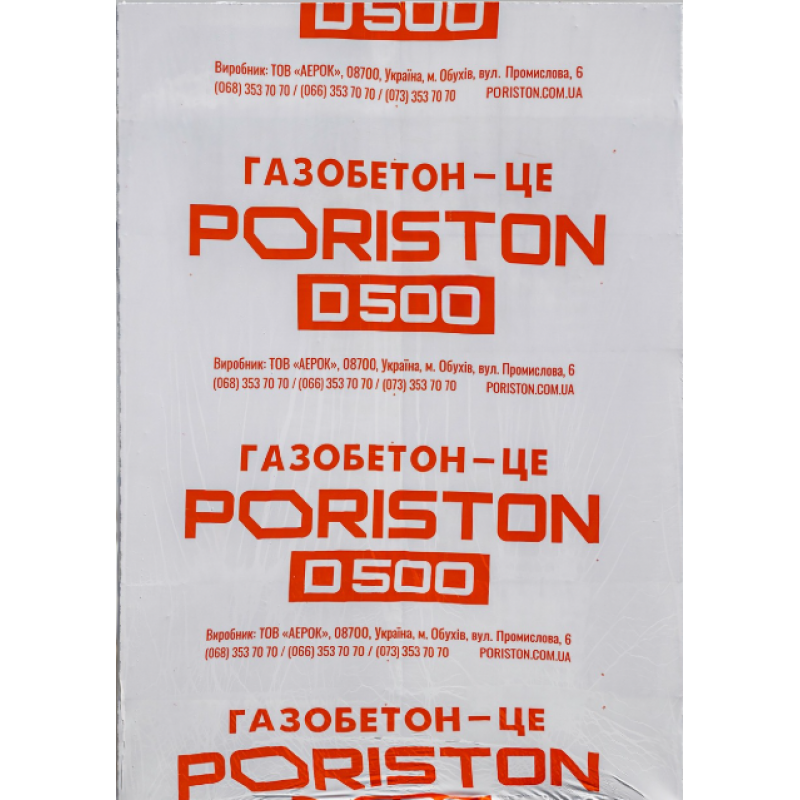 D500
Виробник: ТОВ «АЕРОК», 08700, Україна, м. Обухів, вул. Промислова, 6
(068) 353 70 70 / (066) 353 70 70 / (073) 353 70 70 PORISTON.COM.UA
ГАЗОБЕТОН – ЦЕ
PORISTON
D500
Виробник: ТОВ «АЕРОК», 08700, Україна, м. Обухів, вул. Промислова, 6
(068) 353 70 70 / (066) 353 70 70 / (073) 353 70 70 PORISTON.COM.UA
ГАЗОБЕТОН – ЦЕ
PORISTON
D500
Виробник: ТОВ «АЕРОК», 08700, Україна, м. Обухів, вул. Промислова, 6
(068) 353 70 70 / (066) 353 70 70 / (073) 353 70 70 PORISTON.COM.UA
ГАЗОБЕТОН – ЦЕ
PORISTON